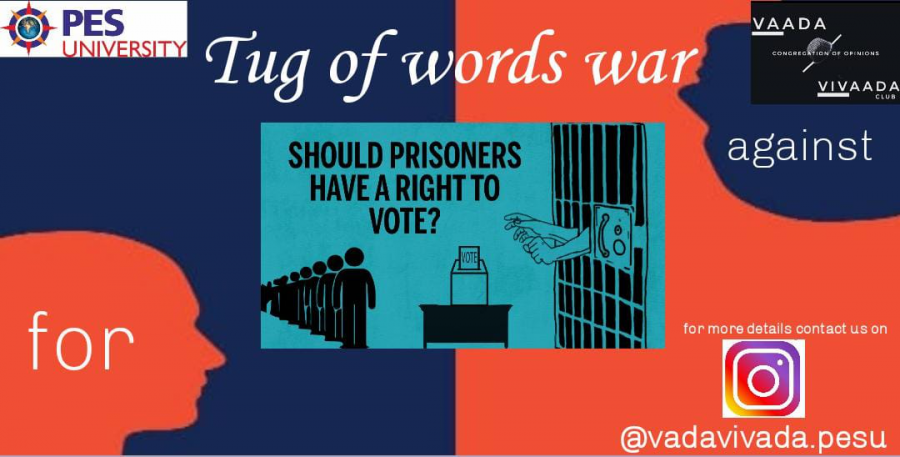 PES
UNIVERSITY
Tug of words war
VAADA
CONGREGATION OF OPINIONS
VIVAADA
CLUB
SHOULD PRISONERS
HAVE A RIGHT TO
VOTE?
VOTE
against
for
for more details contact us on
@vadavivada.pesu